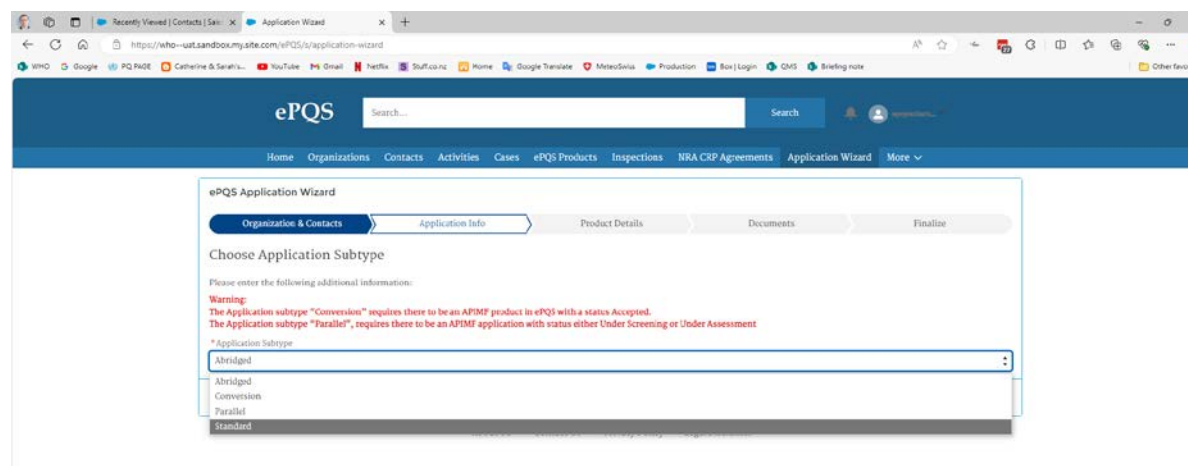 Recently Viewed | Contacts | Sale
Application Wizard
https://who--uat.sandbox.my.site.com/ePQS/s/application-wizard
23
WHO
Google
PQ PAGE
Catherine & Sarah's...
YouTube
Gmail
Netflix
Stuff.co.nz
Home
Google Translate
MeteoSwiss
Production
Box | Login
QMS
Briefing note
Other favo
ePQS
Search...
Search
Home Organizations Contacts Activities Cases ePQS Products Inspections NRA CRP Agreements Application Wizard More
ePQS Application Wizard
Organization & Contacts
Application Info
Product Details
Documents
Finalize
Choose Application Subtype
Please enter the following additional information:
Warning:
The Application subtype "Conversion" requires there to be an APIMF product in ePQS with a status Accepted.
The Application subtype "Parallel", requires there to be an APIMF application with status either Under Screening or Under Assessment
*Application Subtype
Abridged
Abridged
Conversion
Parallel
Standard